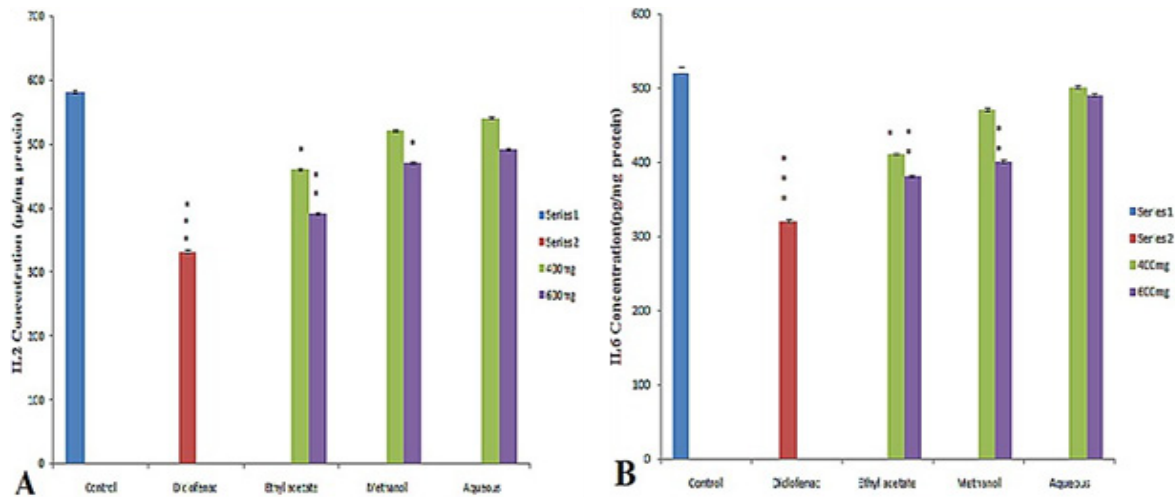 700
600
500
400
300
200
100
0
IL2 Concentration (pg/mg protein)
*
*
*
*
*
*
*
Control
Diclofenac
Ethyl acetate
Methanol
Aqueous
Series1
Series2
400mg
600mg
A
600
500
400
300
200
100
0
IL6 Concentration(pg/mg protein)
*
*
*
*
*
*
*
*
Control
Diclofenac
Ethyl acetate
Methanol
Aqueous
Series1
Series2
400mg
600mg
B